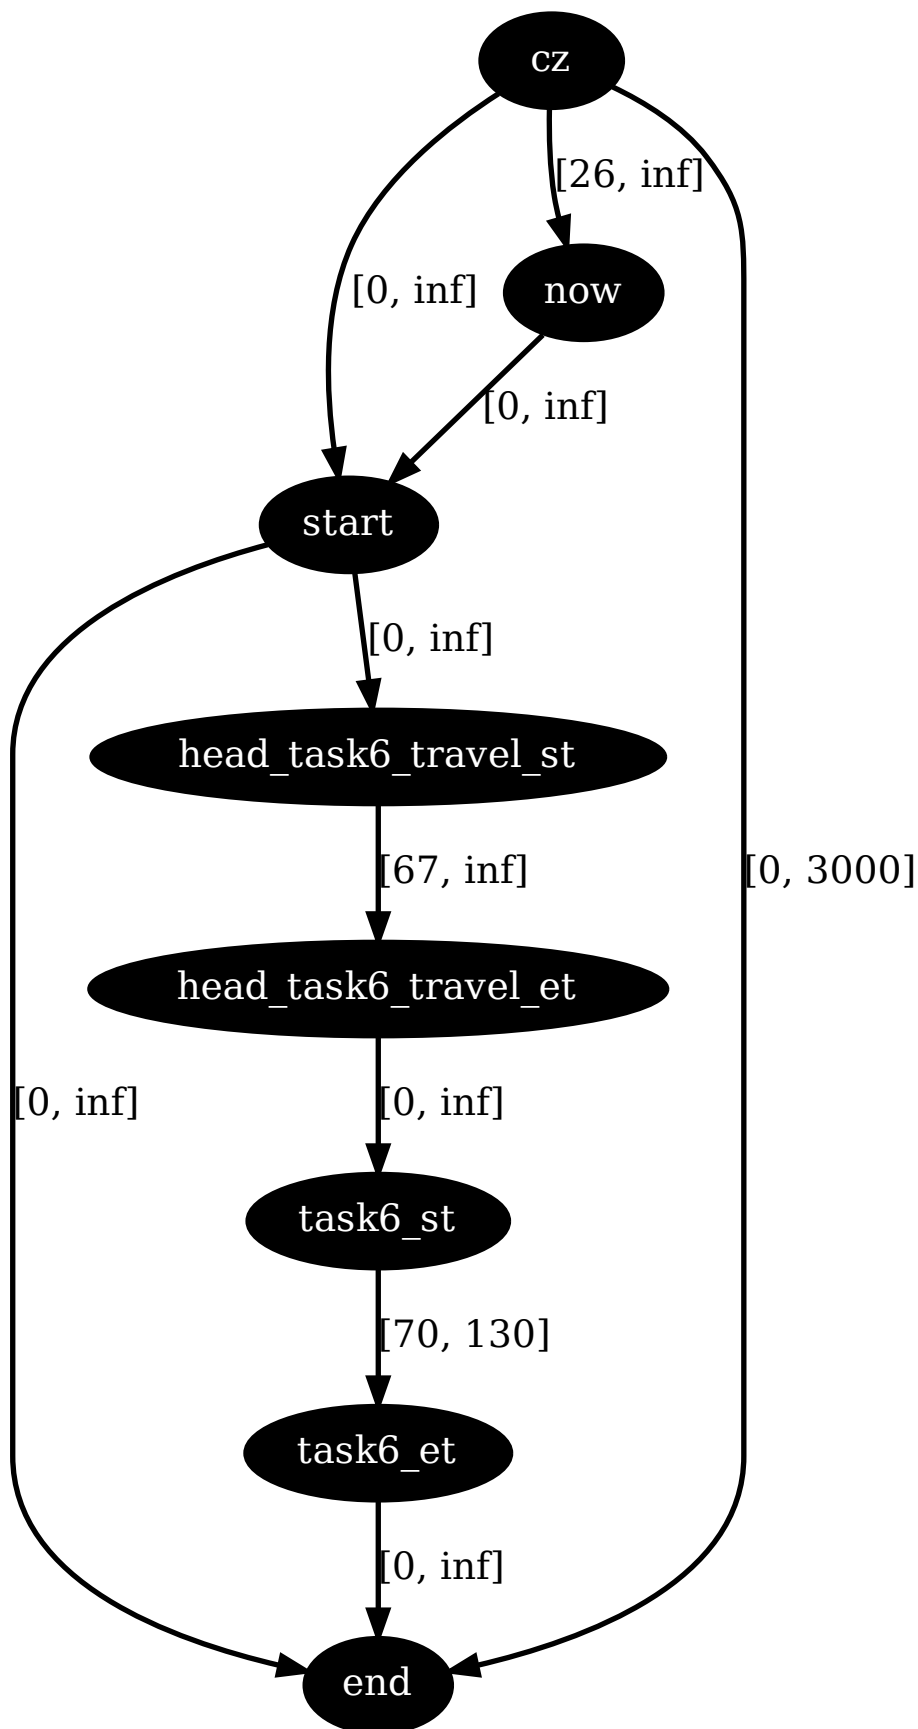 cz
[26, inf]
[0, inf]
now
[0, inf]
start
[0, inf]
head_task6_travel_st
[67, inf]
[0, 3000]
head_task6_travel_et
[0, inf]
[0, inf]
task6_st
[70, 130]
task6_et
[0, inf]
end